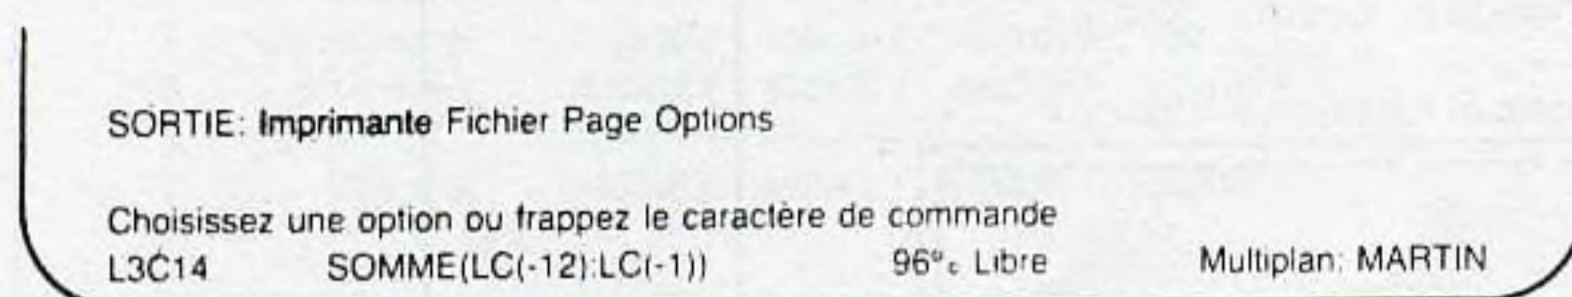 SORTIE: Imprimante Fichier Page Options
Choisissez une option ou frappez le caractère de commande
L3C14 SOMME(LC(-12):LC(-1)) 96% Libre Multiplan: MARTIN